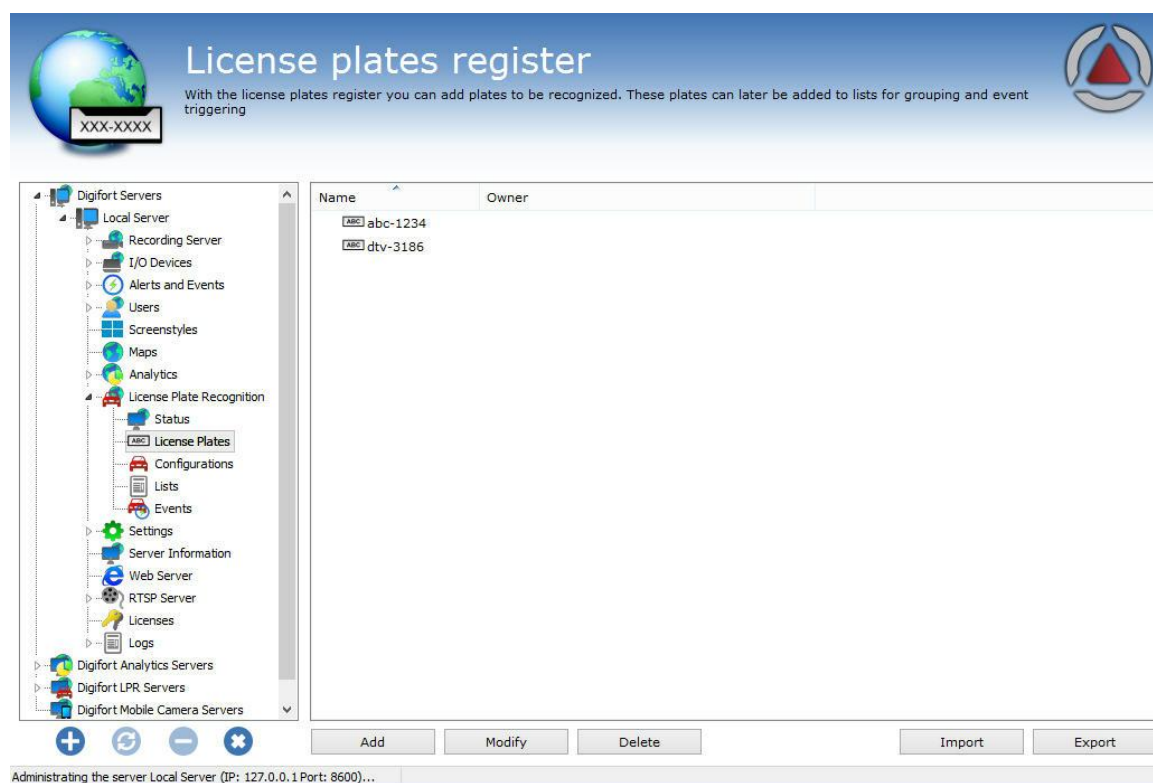 License plates register
With the license plates register you can add plates to be recognized. These plates can later be added to lists for grouping and event
triggering
XXX-XXXX
Digifort Servers
Local Server
Recording Server
I/O Devices
Alerts and Events
Users
Screenstyles
Maps
Analytics
License Plate Recognition
Status
ABC License Plates
Configurations
Lists
Events
Settings
Server Information
Web Server
RTSP Server
Licenses
Logs
Digifort Analytics Servers
Digifort LPR Servers
Digifort Mobile Camera Servers
Name Owner
ABC abc-1234
ABC dtv-3186
Add Modify Delete Import Export
Administrating the server Local Server (IP: 127.0.0.1 Port: 8600)...